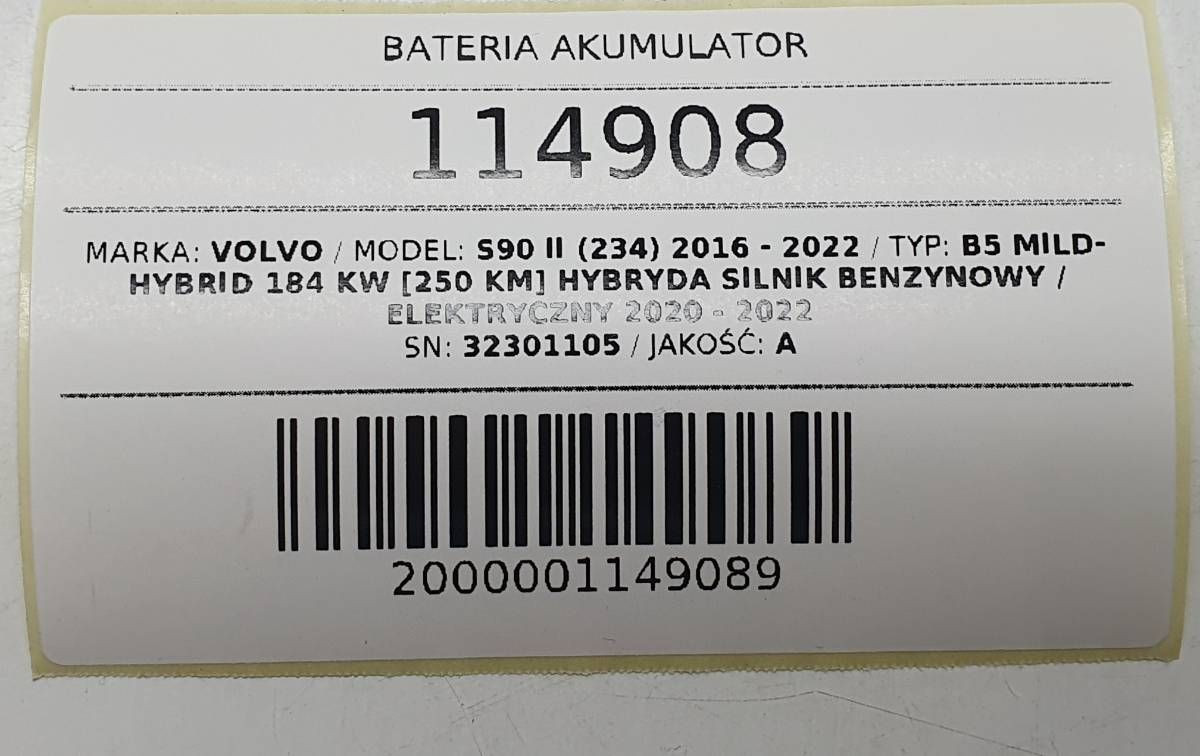 BATERIA AKUMULATOR
114908
MARKA: VOLVO / MODEL: S90 II (234) 2016 - 2022 / TYP: B5 MILD-
HYBRID 184 KW [250 KM] HYBRYDA SILNIK BENZYNOWY /
ELEKTRYCZNY 2020 - 2022
SN: 32301105 / JAKOŚĆ: A
2000001149089